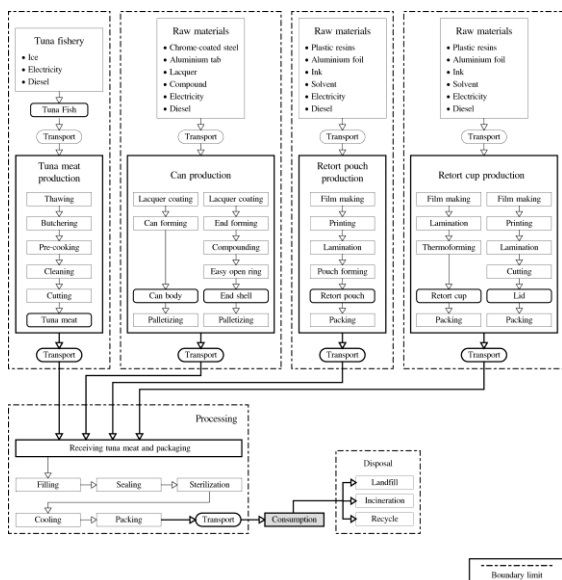 Tuna fishery
• Ice
• Electricity
• Diesel
Tuna Fish
Transport
Tuna meat
production
Thawing
Butchering
Pre-cooking
Cleaning
Cutting
Tuna meat
Transport
Raw materials
• Chrome-coated steel
• Aluminium tab
• Lacquer
• Compound
• Electricity
• Diesel
Transport
Can production
Lacquer coating
Can forming
Can body
Palletizing
Lacquer coating
End forming
Compounding
Easy open ring
End shell
Palletizing
Transport
Raw materials
• Plastic resins
• Aluminium foil
• Ink
• Solvent
• Electricity
• Diesel
Transport
Retort pouch
production
Film making
Printing
Lamination
Pouch forming
Retort pouch
Packing
Transport
Raw materials
• Plastic resins
• Aluminium foil
• Ink
• Solvent
• Electricity
• Diesel
Transport
Retort cup production
Film making
Lamination
Thermoforming
Retort cup
Packing
Film making
Printing
Lamination
Cutting
Lid
Packing
Transport
Processing
Receiving tuna meat and packaging
Filling
Sealing
Sterilization
Cooling
Packing
Transport
Consumption
Disposal
Landfill
Incineration
Recycle
Boundary limit